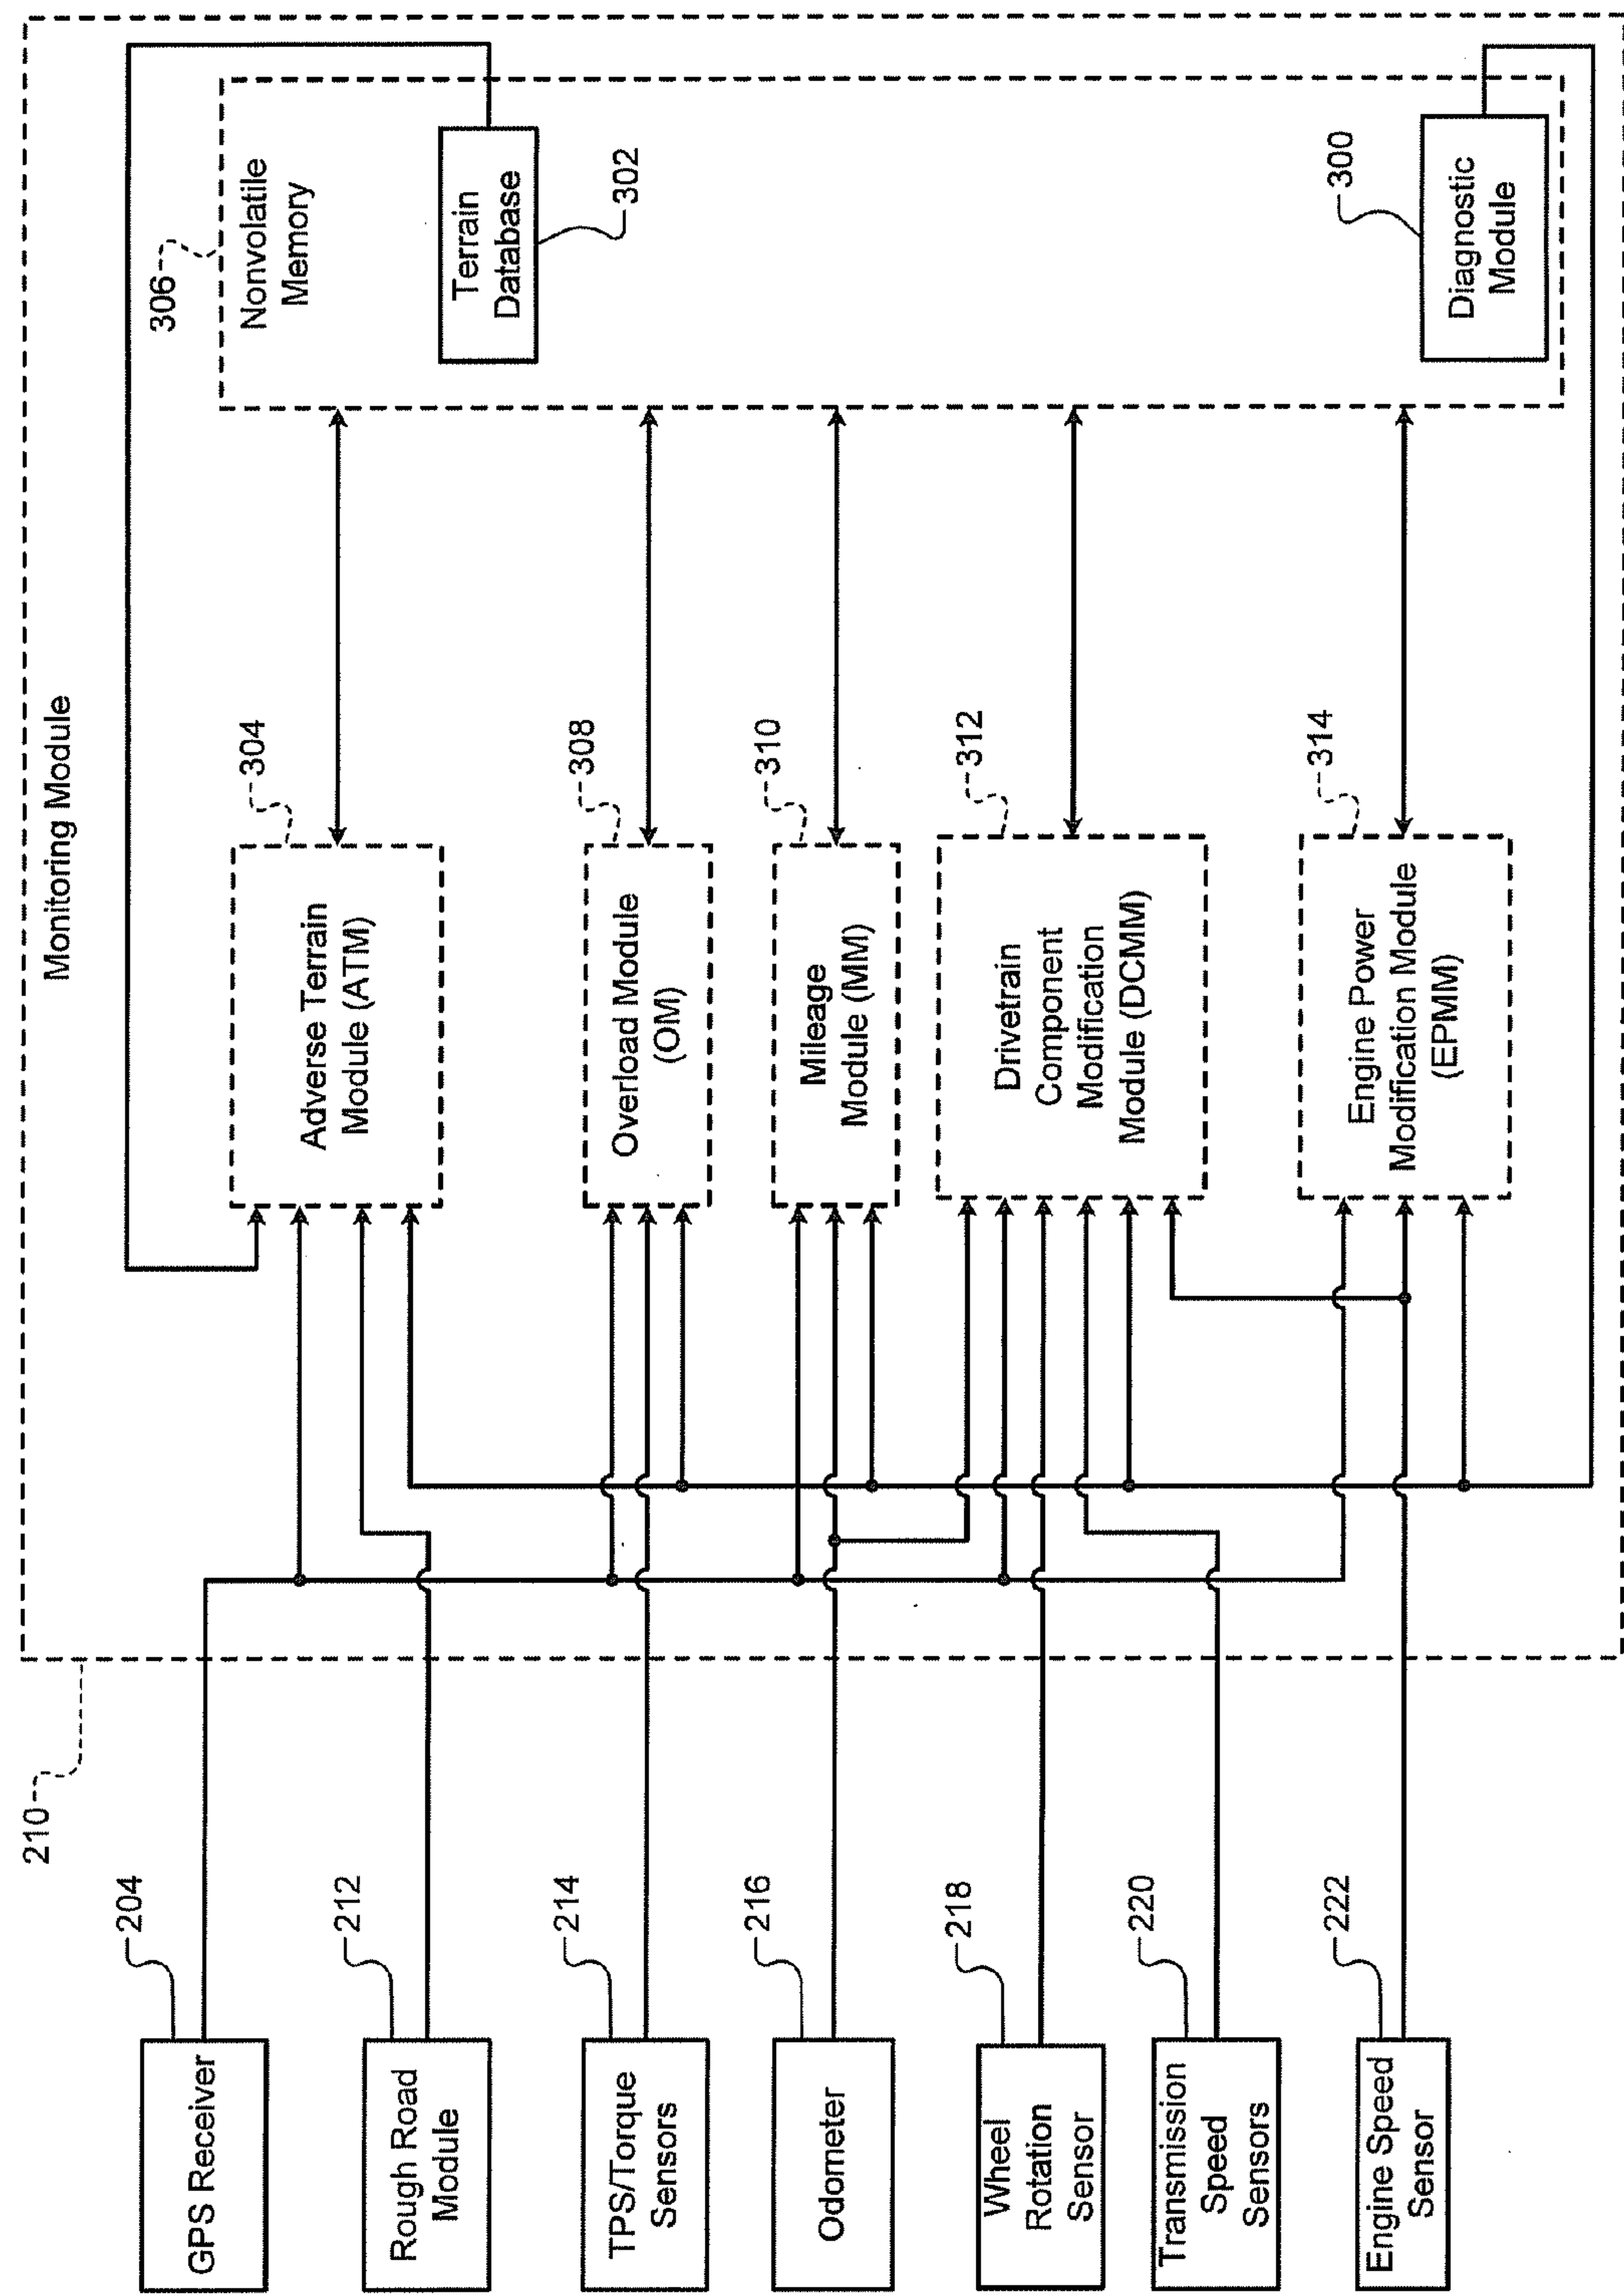 Monitoring Module
210
204
GPS Receiver
212
Rough Road
Module
214
TPS/Torque
Sensors
216
Odometer
218
Wheel
Rotation
Sensor
220
Transmission
Speed
Sensors
222
Engine Speed
Sensor
304
Adverse Terrain
Module (ATM)
308
Overload Module
(OM)
310
Mileage
Module (MM)
312
Drivetrain
Component
Modification
Module (DCMM)
314
Engine Power
Modification Module
(EPMM)
306
Nonvolatile
Memory
Terrain
Database
302
300
Diagnostic
Module